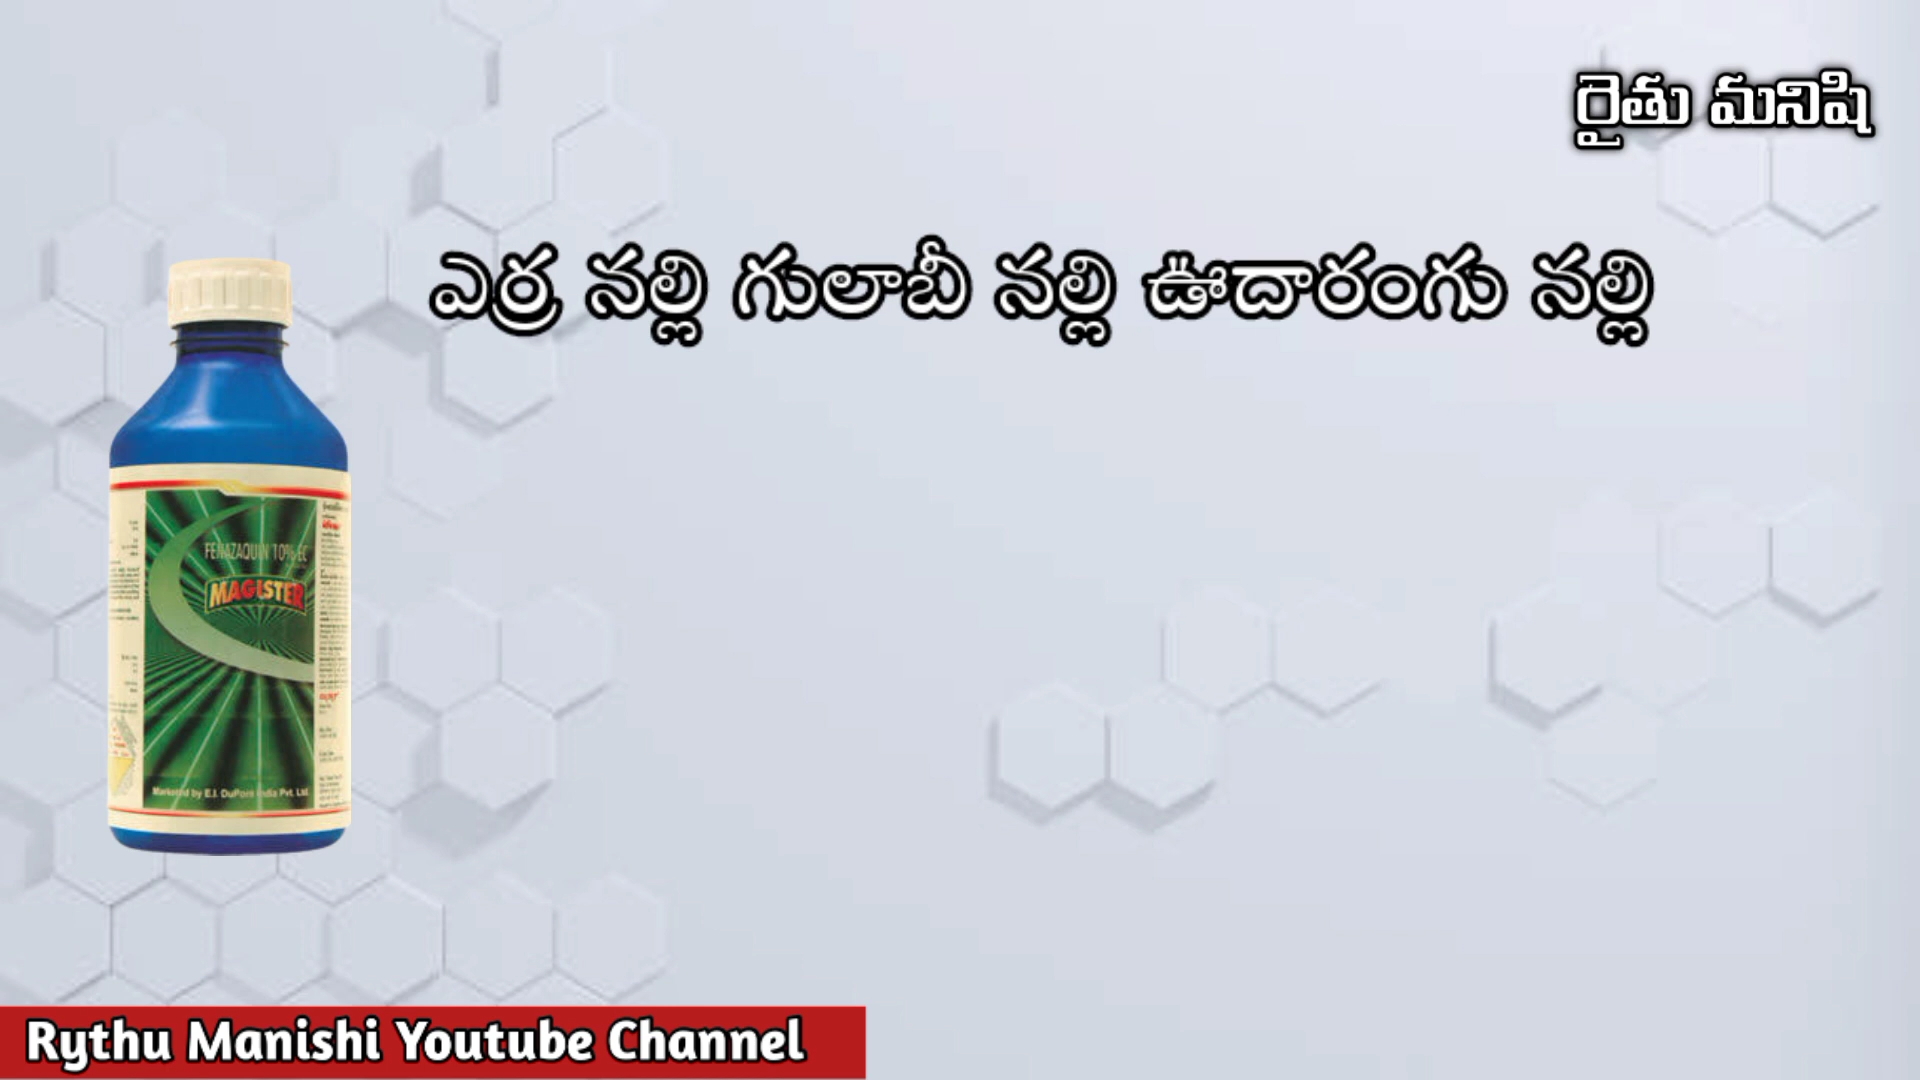 రైతు మనిషి
ఎర్ర నల్లి గులాబీ నల్లి ఊదారంగు నల్లి
FENAZAQUIN 10% EC
MAGISTER
Marketed by E.I. DuPont India Pvt. Ltd.
Rythu Manishi Youtube Channel